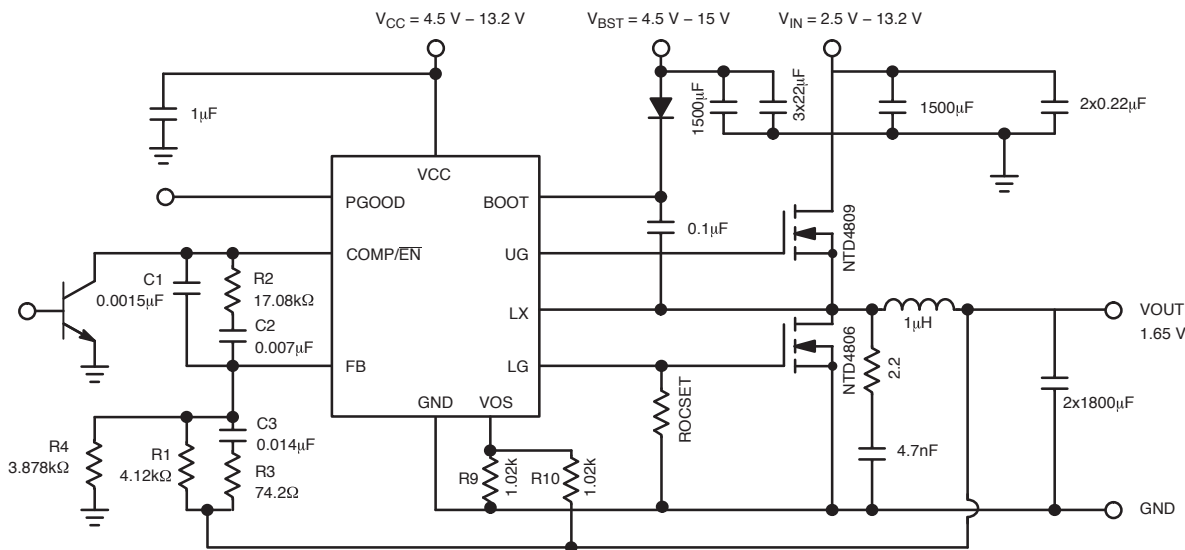 V_CC = 4.5 V – 13.2 V
V_BST = 4.5 V – 15 V
V_IN = 2.5 V – 13.2 V
1µF
1500µF
3x22µF
1500µF
2x0.22µF
VCC
PGOOD
BOOT
0.1µF
NTD4809
COMP/EN
UG
C1
0.0015µF
R2
17.08kΩ
C2
0.007µF
LX
1µH
VOUT
1.65 V
FB
LG
NTD4806
2.2
GND
VOS
ROCSET
2x1800µF
R4
3.878kΩ
R1
4.12kΩ
C3
0.014µF
R3
74.2Ω
R9
1.02k
R10
1.02k
4.7nF
GND